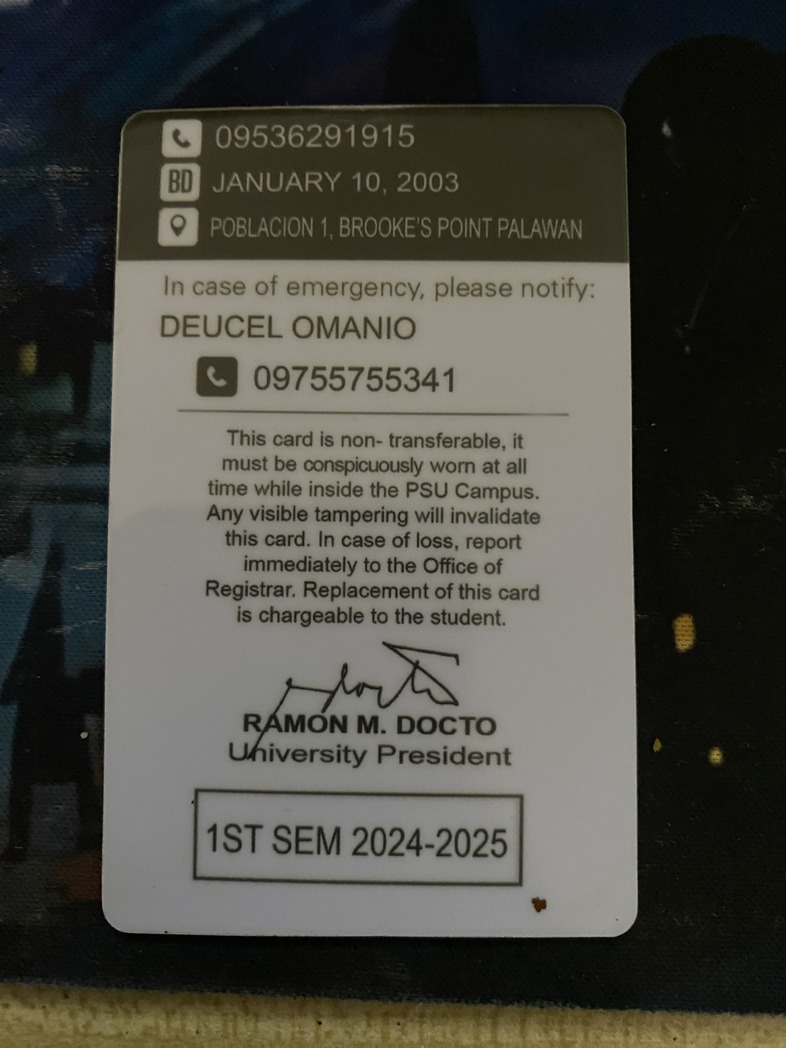 09536291915
BD JANUARY 10, 2003
POBLACION 1, BROOKE'S POINT PALAWAN
In case of emergency, please notify:
DEUCEL OMANIO
09755755341
This card is non- transferable, it
must be conspicuously worn at all
time while inside the PSU Campus.
Any visible tampering will invalidate
this card. In case of loss, report
immediately to the Office of
Registrar. Replacement of this card
is chargeable to the student.
RAMON M. DOCTO
University President
1ST SEM 2024-2025